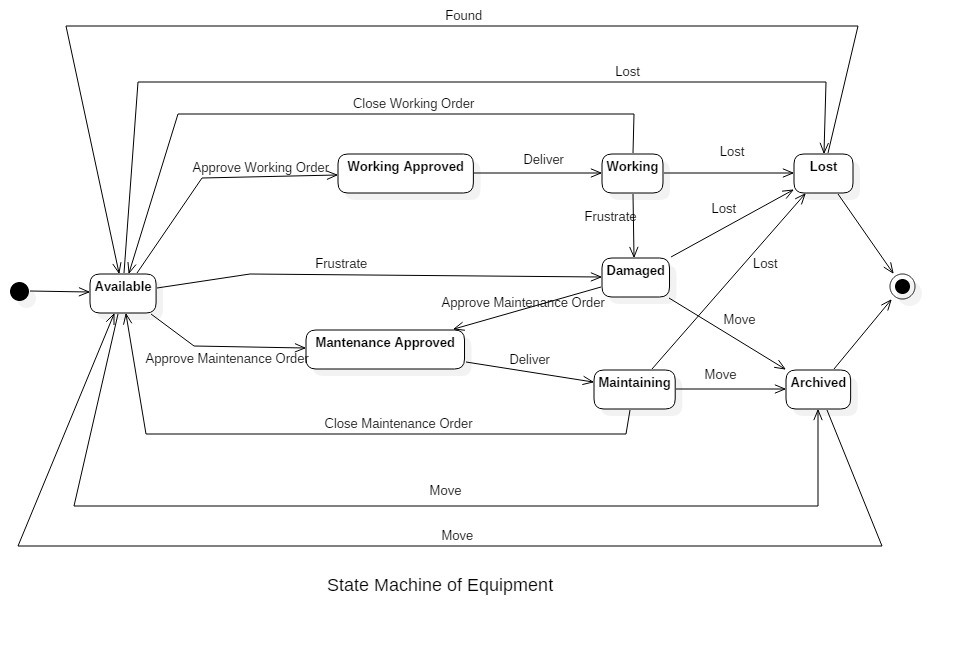 Found
Lost
Close Working Order
Approve Working Order
Working Approved
Deliver
Working
Lost
Lost
Frustrate
Lost
Frustrate
Damaged
Lost
Available
Approve Maintenance Order
Move
Mantenance Approved
Approve Maintenance Order
Deliver
Maintaining
Move
Archived
Close Maintenance Order
Move
Move
State Machine of Equipment